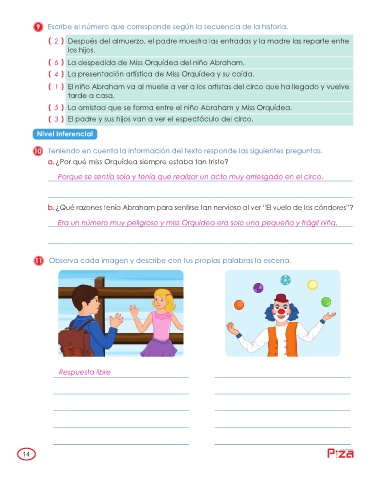 9 Escribe el número que corresponde según la secuencia de la historia.
( 2 ) Después del almuerzo, el padre muestra las entradas y la madre las reparte entre
los hijos.
( 6 ) La despedida de Miss Orquídea del niño Abraham.
( 4 ) La presentación artística de Miss Orquídea y su caída.
( 1 ) El niño Abraham va al muelle a ver a los artistas del circo que ha llegado y vuelve
tarde a casa.
( 5 ) La amistad que se forma entre el niño Abraham y Miss Orquídea.
( 3 ) El padre y sus hijos van a ver el espectáculo del circo.
Nivel Inferencial
10 Teniendo en cuenta la información del texto responde las siguientes preguntas.
a. ¿Por qué miss Orquídea siempre estaba tan triste?
Porque se sentía sola y tenía que realizar un acto muy arriesgado en el circo.
b. ¿Qué razones tenía Abraham para sentirse tan nervioso al ver "El vuelo de los cóndores"?
Era un número muy peligroso y miss Orquídea era solo una pequeña y frágil niña.
11 Observa cada imagen y describe con tus propias palabras la escena.
Respuesta libre
14
Piza